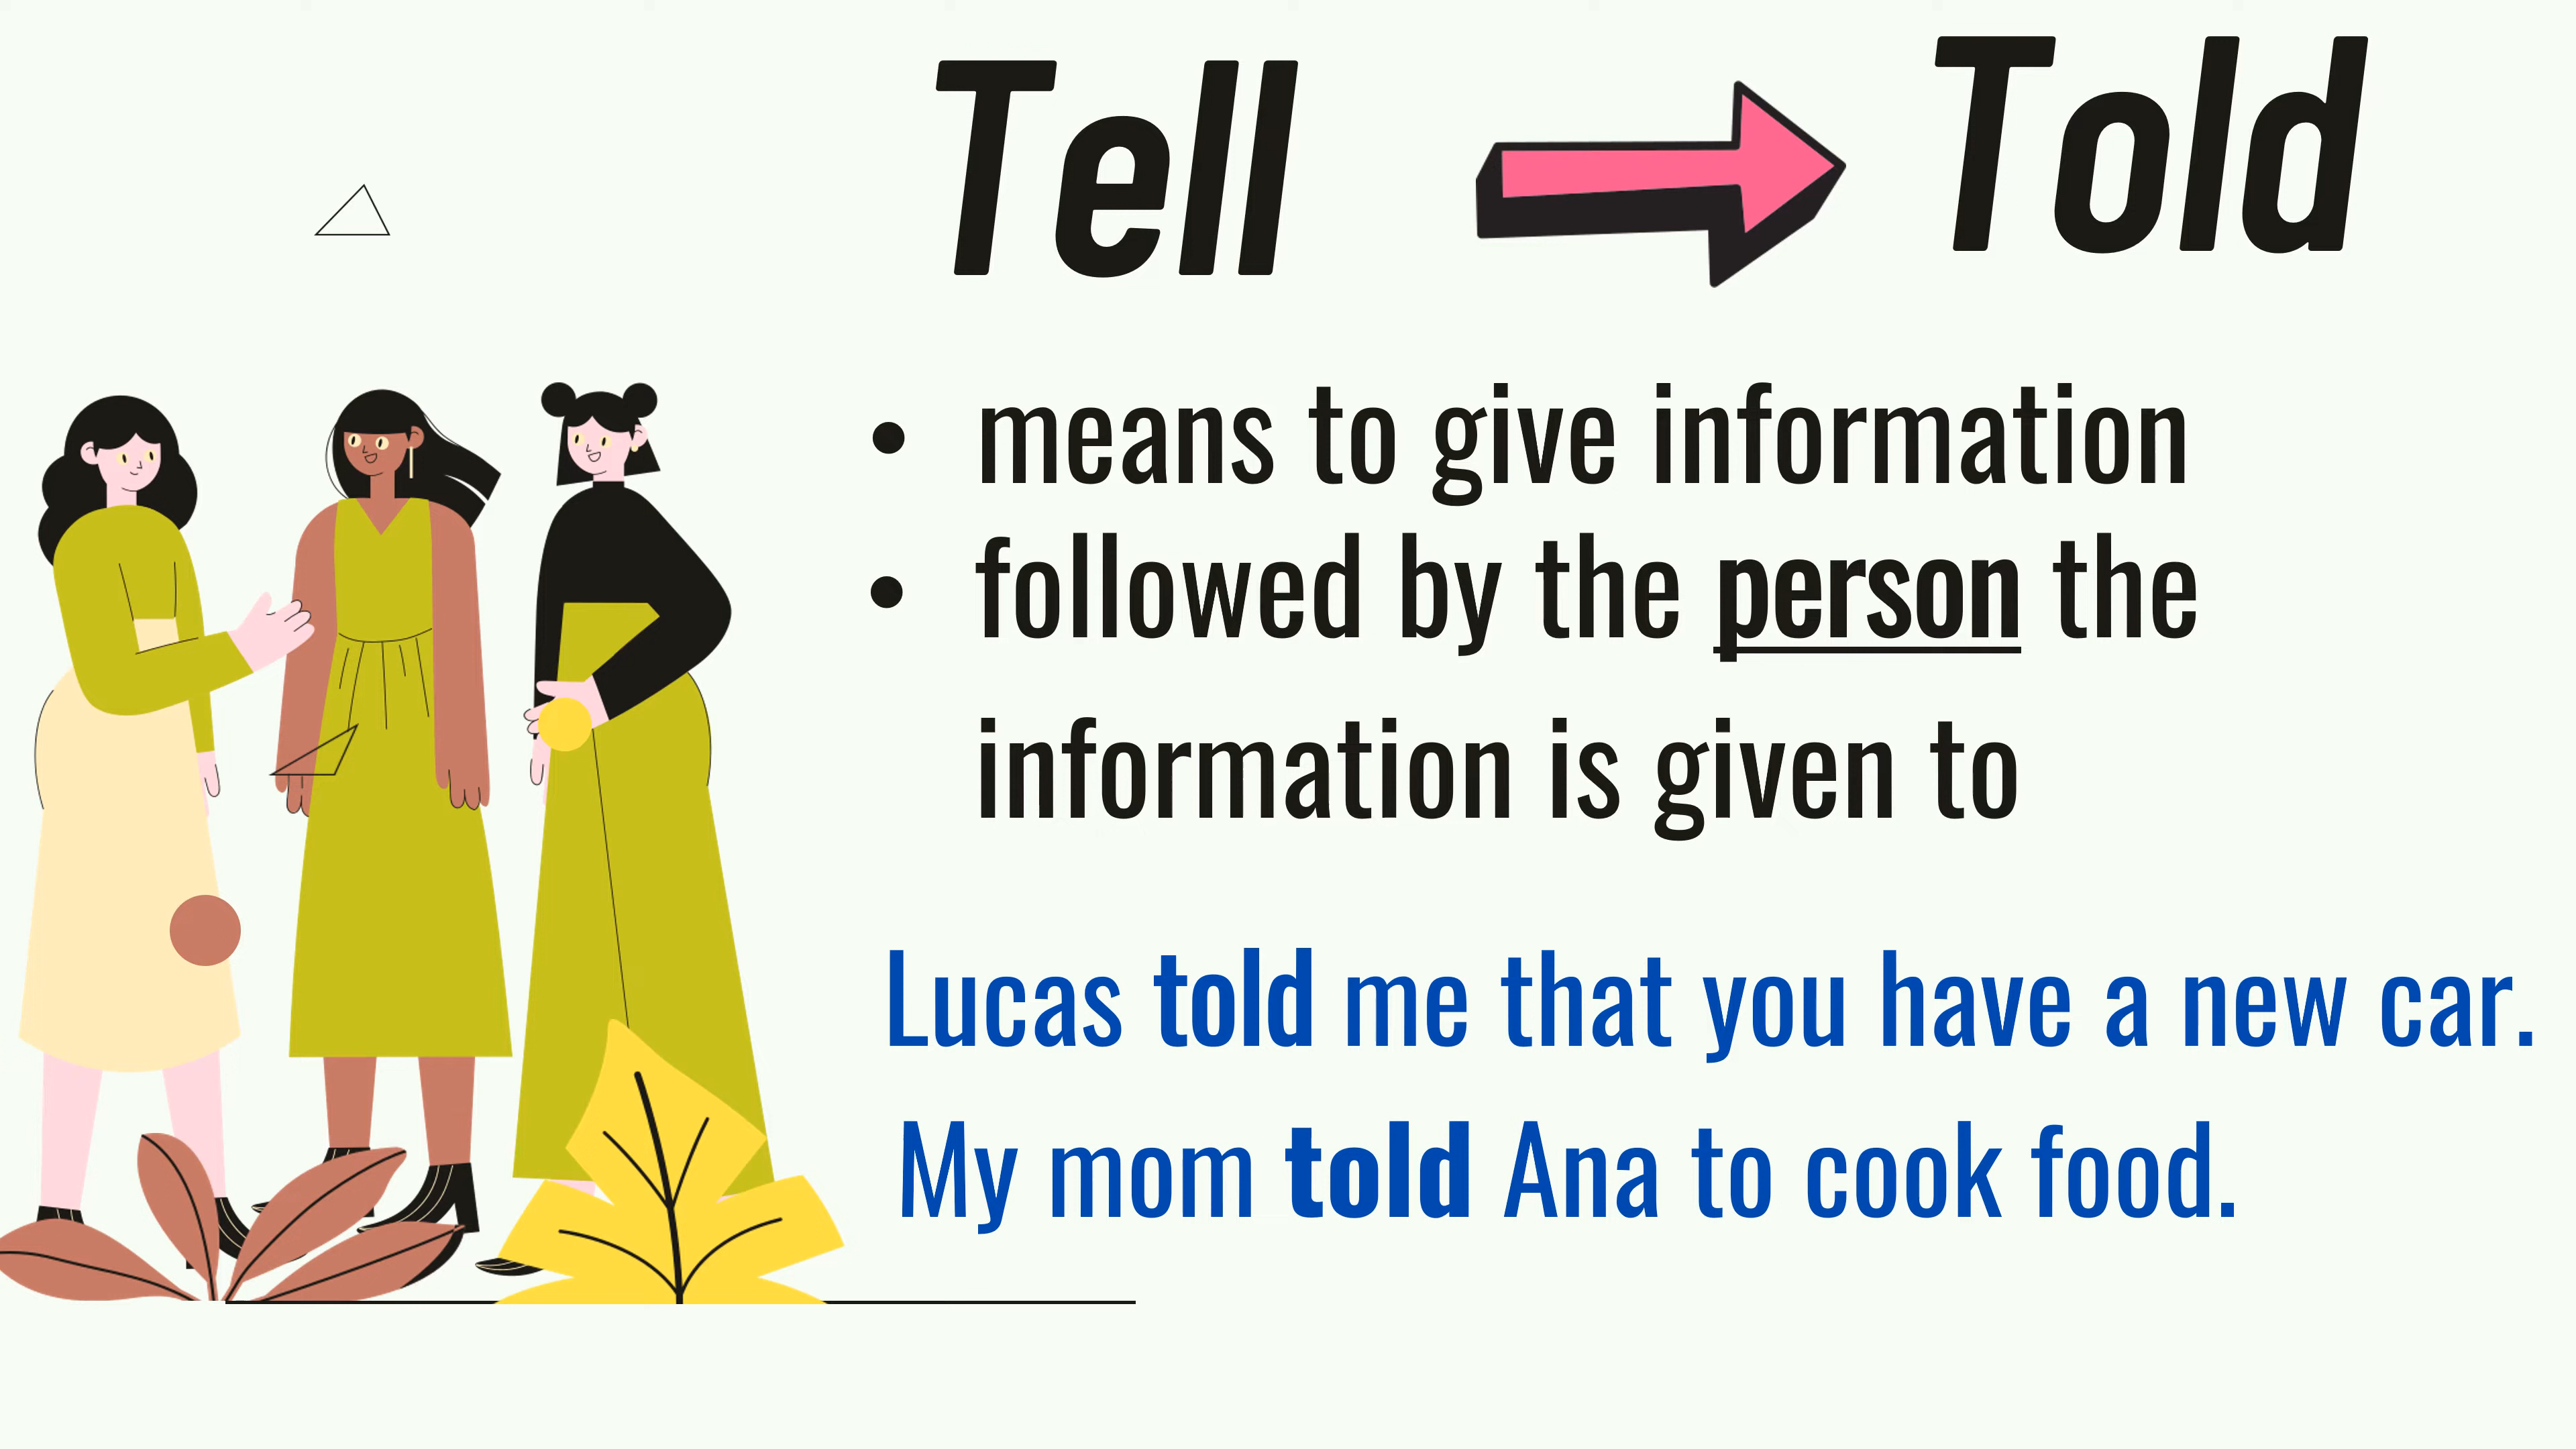 Tell Told
• means to give information
• followed by the person the
information is given to
Lucas told me that you have a new car.
My mom told Ana to cook food.